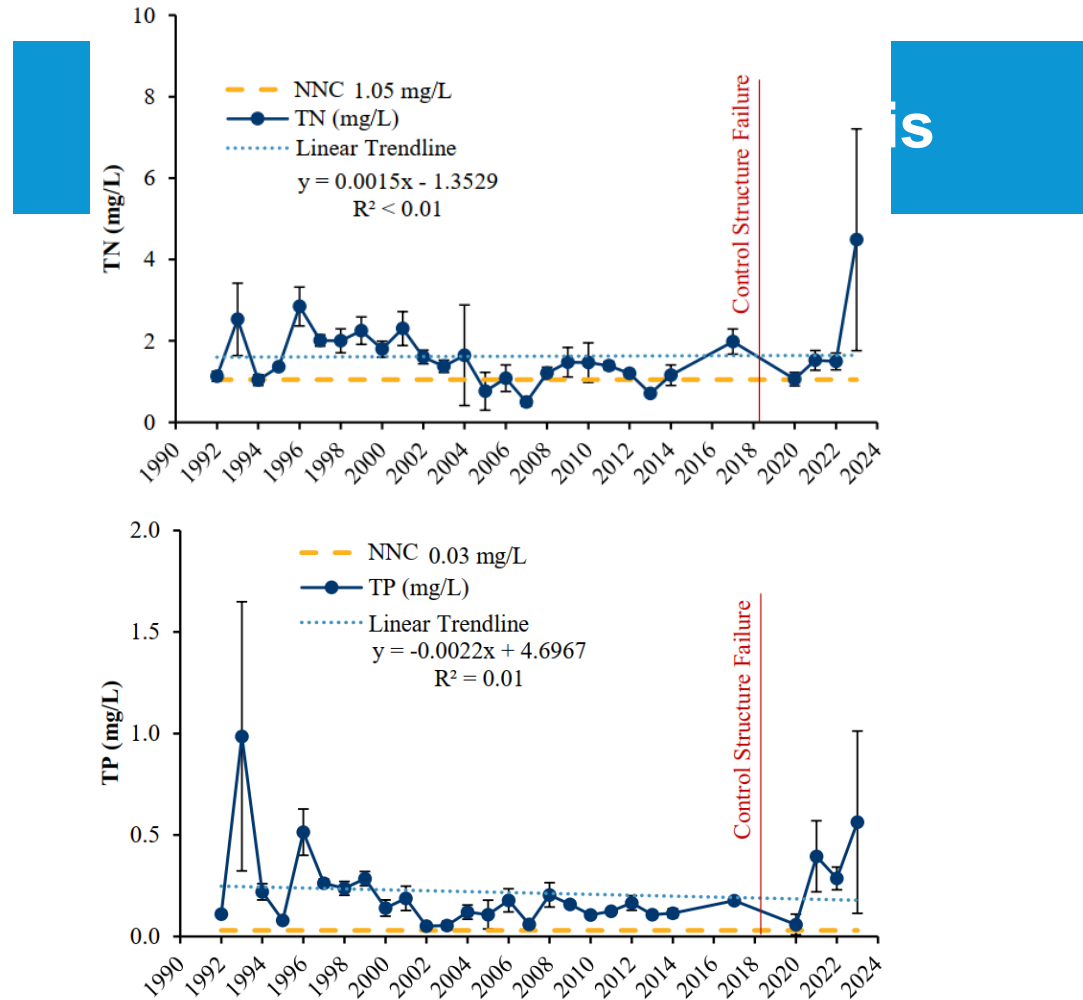 is
10
8
6
4
2
0
TN (mg/L)
NNC 1.05 mg/L
TN (mg/L)
Linear Trendline
y = 0.0015x - 1.3529
R² < 0.01
Control Structure Failure
1990 1992 1994 1996 1998 2000 2002 2004 2006 2008 2010 2012 2014 2016 2018 2020 2022 2024
2.0
1.5
1.0
0.5
0.0
TP (mg/L)
NNC 0.03 mg/L
TP (mg/L)
Linear Trendline
y = -0.0022x + 4.6967
R² = 0.01
Control Structure Failure
1990 1992 1994 1996 1998 2000 2002 2004 2006 2008 2010 2012 2014 2016 2018 2020 2022 2024